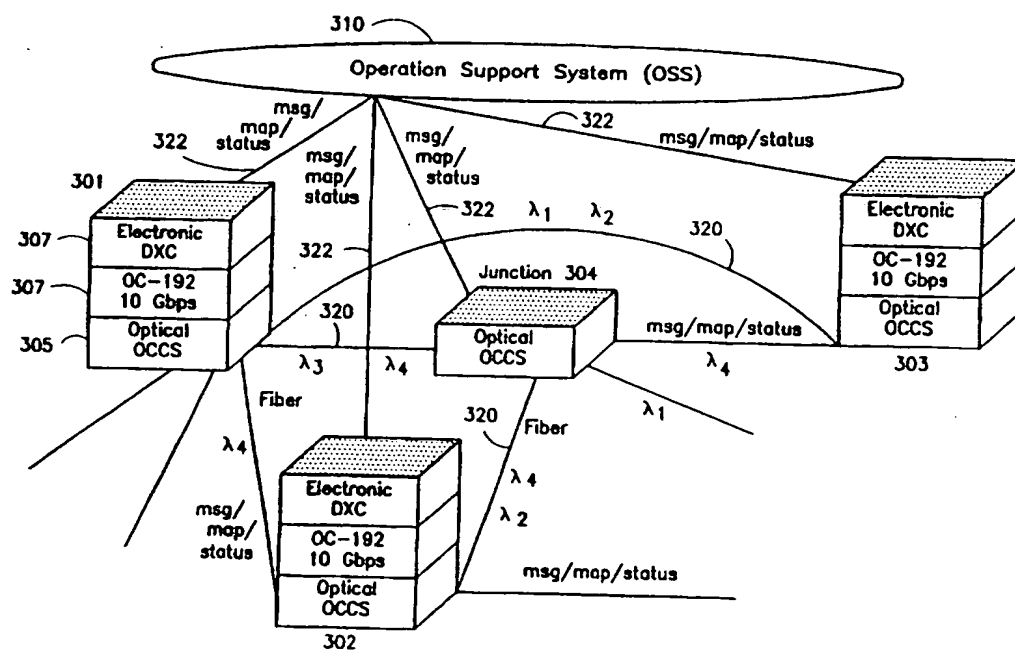 310
Operation Support System (OSS)
msg/
map/
status
322
msg/
map/
status
msg/
map/
status
322
msg/map/status
301
322
λ1 λ2
320
307
Electronic
DXC
322
Junction 304
Electronic
DXC
307
OC-192
10 Gbps
OC-192
10 Gbps
305
Optical
OCCS
320
Optical
OCCS
msg/map/status
Optical
OCCS
λ3
λ4
λ4
303
Fiber
320
Fiber
λ1
λ4
λ4
Electronic
DXC
λ2
msg/
map/
status
OC-192
10 Gbps
msg/map/status
Optical
OCCS
302